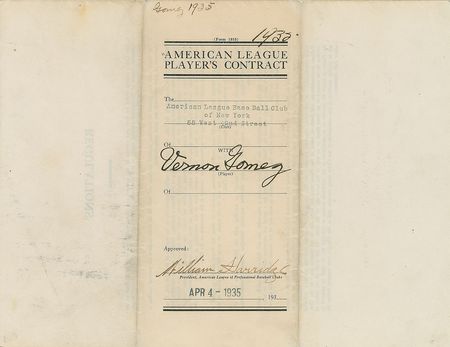 Gomez 1935
1935
AMERICAN LEAGUE
PLAYER'S CONTRACT
The
American League Base Ball Club
of New York
55 West 42nd Street
(Club)
Of
WITH
Vernon Gomez
(Player)
Of
Approved:
William Harridge
President, American League of Professional Baseball Clubs
APR 4 - 1935
193
REGULATIONS